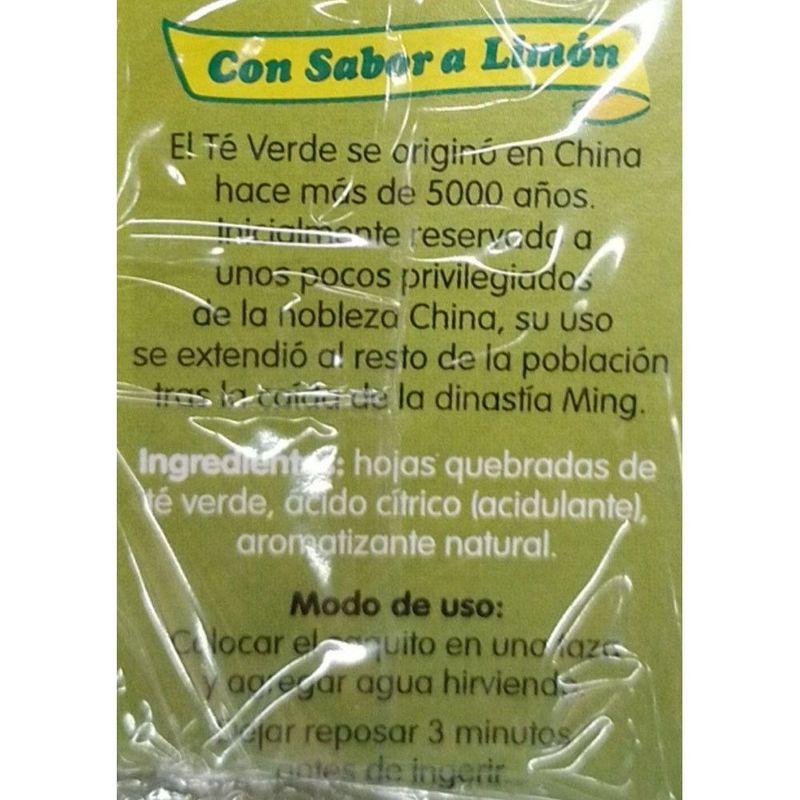 Con Sabor a Limón
El Té Verde se originó en China
hace más de 5000 años.
Inicialmente reservado a
unos pocos privilegiados
de la nobleza China, su uso
se extendió al resto de la población
tras la caída de la dinastía Ming.
Ingredientes: hojas quebradas de
té verde, ácido cítrico (acidulante),
aromatizante natural.
Modo de uso:
Colocar el saquito en una taza
y agregar agua hirviendo.
Dejar reposar 3 minutos
antes de ingerir.